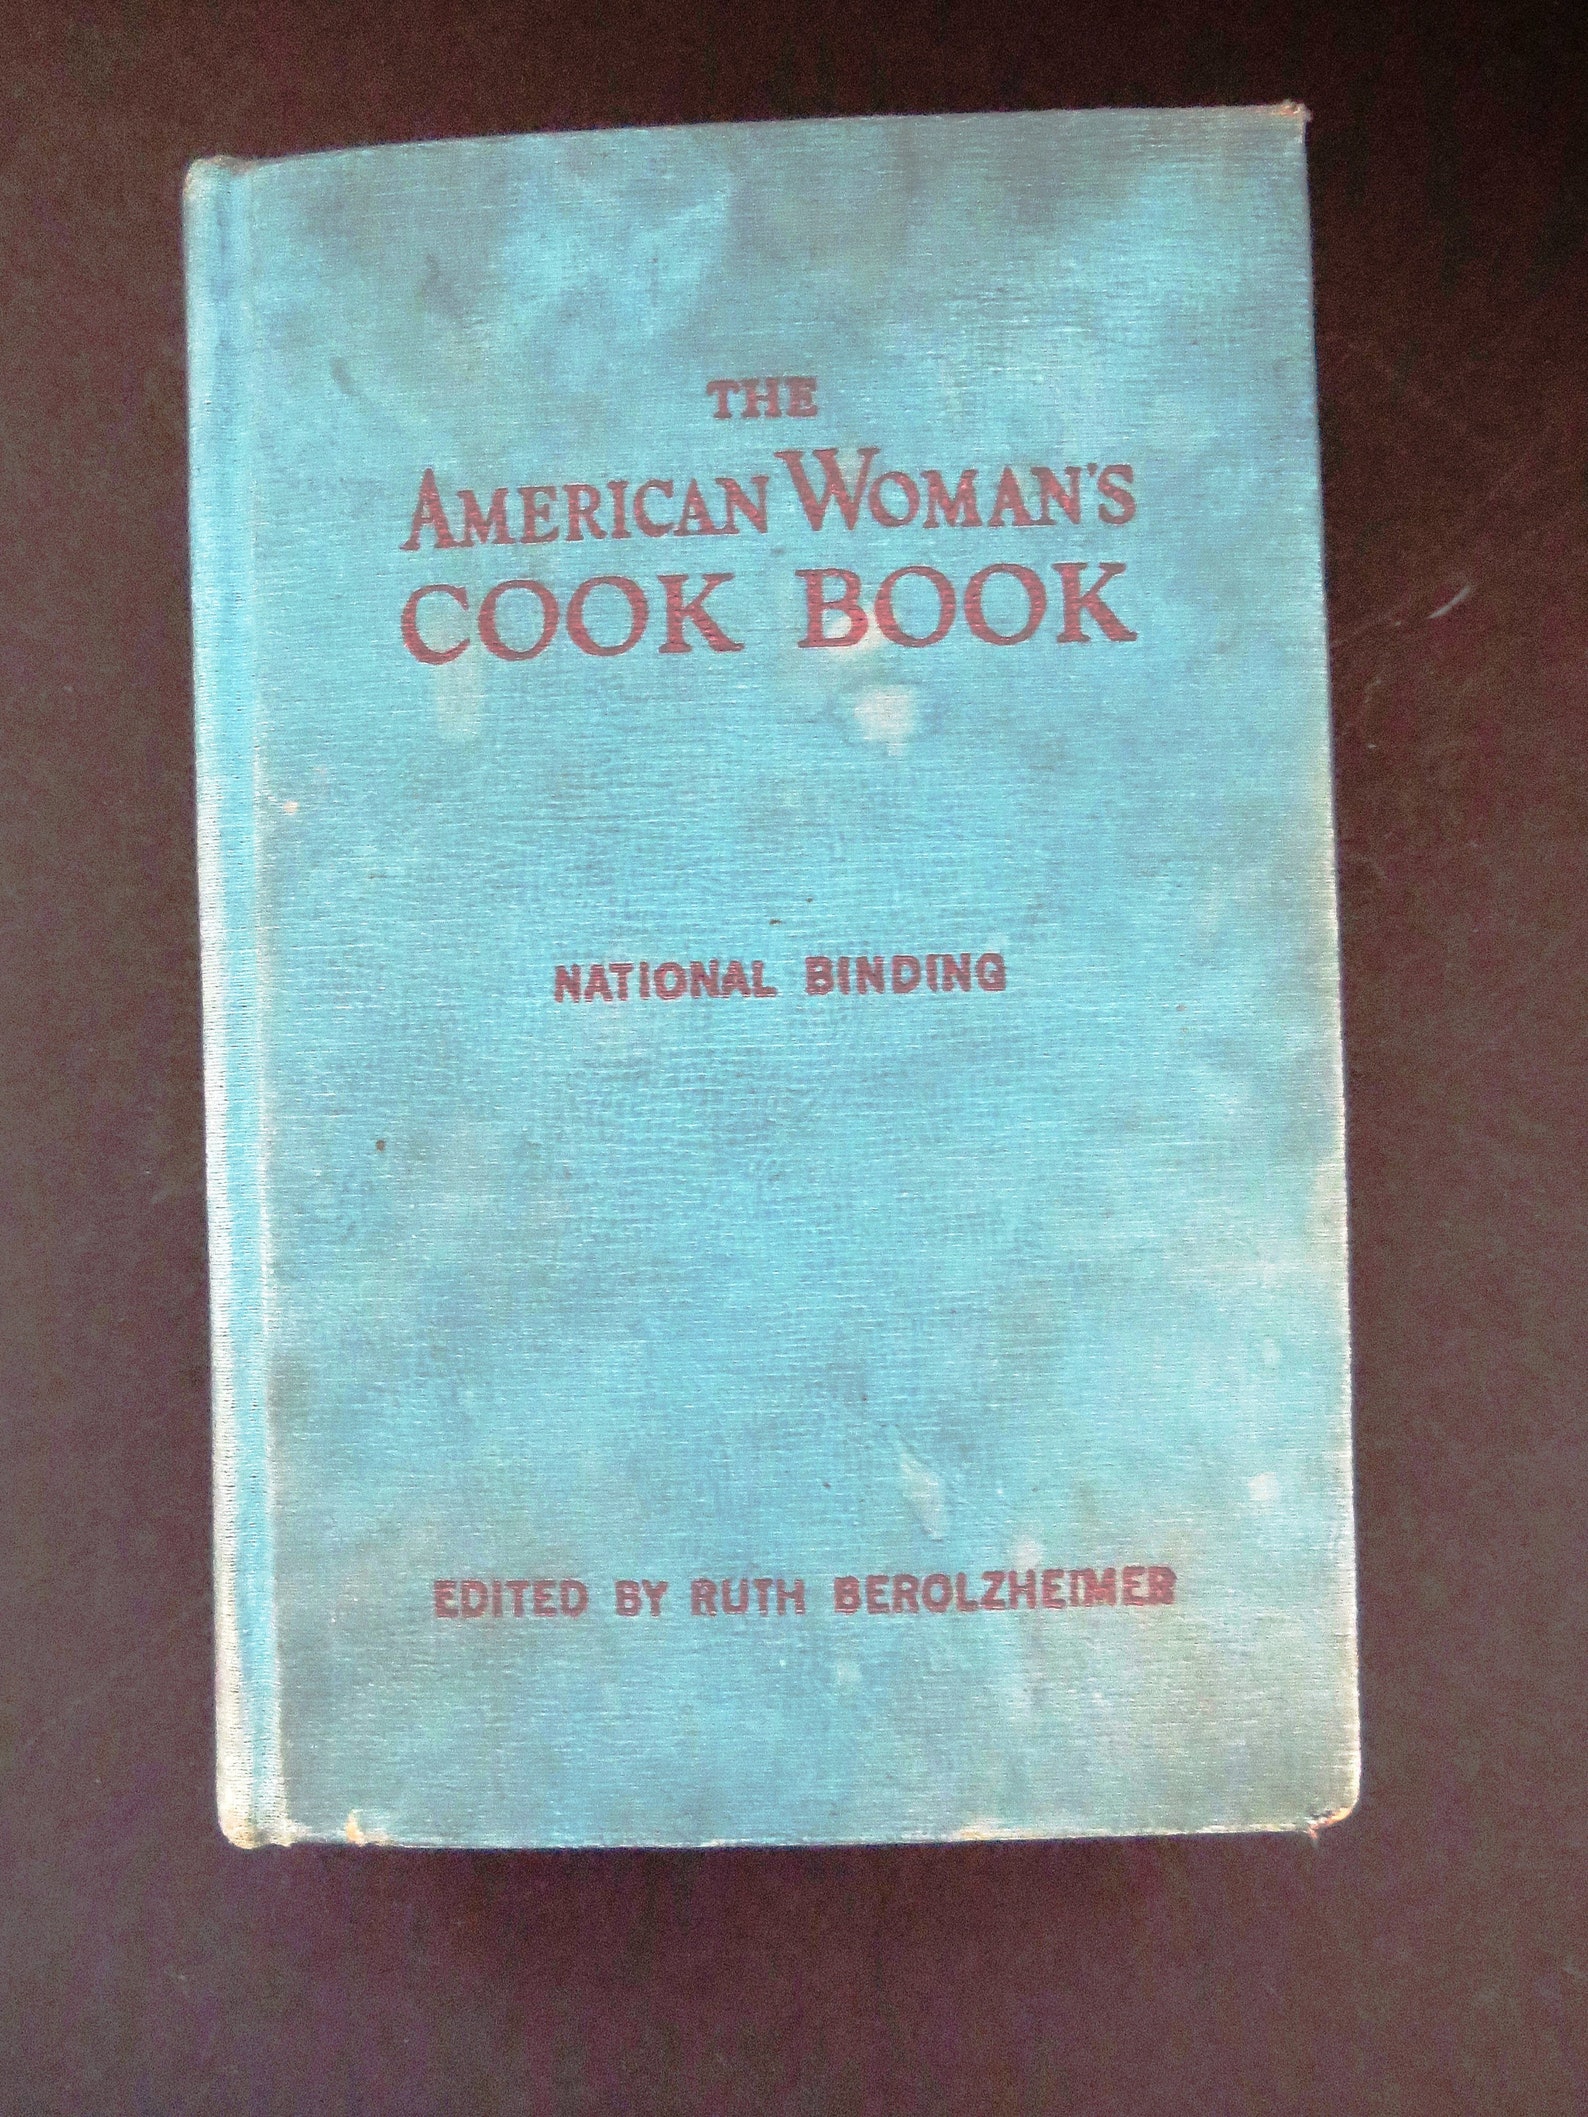 THE
AMERICAN WOMAN'S
COOK BOOK
NATIONAL BINDING
EDITED BY RUTH BEROLZHEIMER